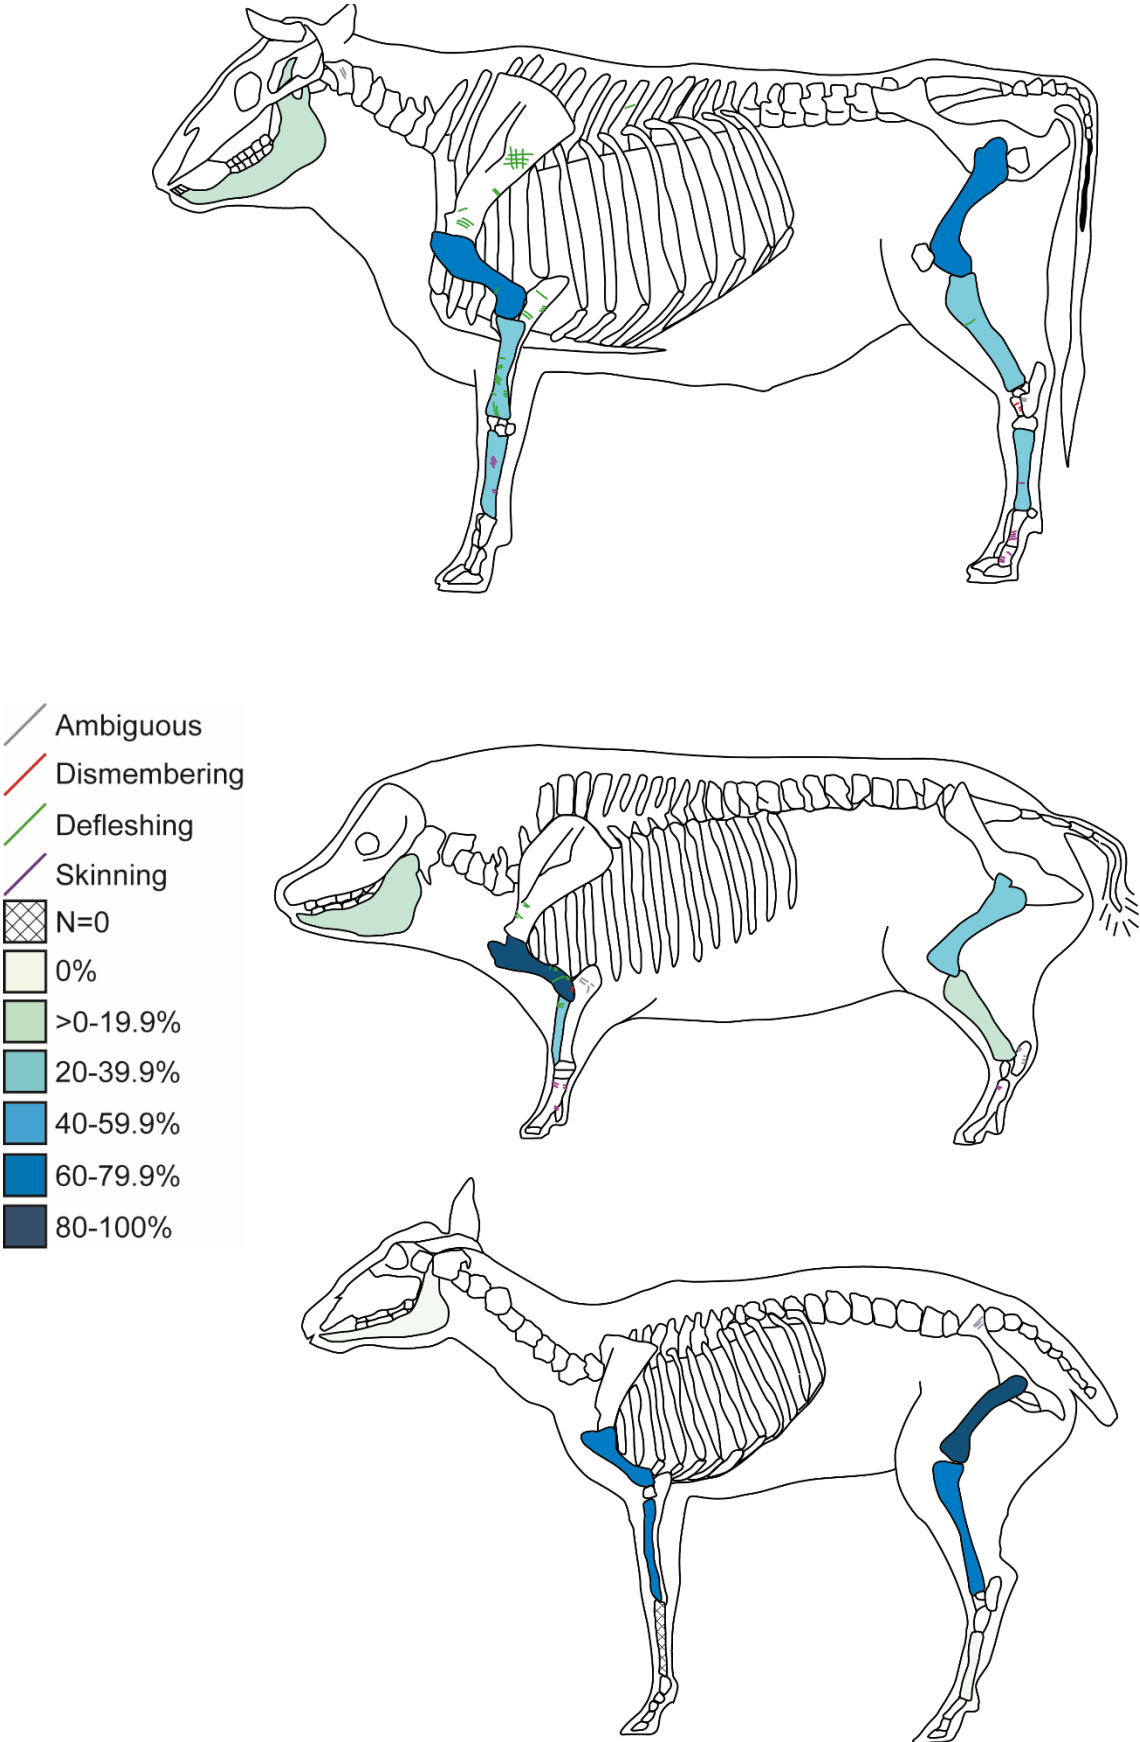 Ambiguous
Dismembering
Defleshing
Skinning
N=0
0%
>0-19.9%
20-39.9%
40-59.9%
60-79.9%
80-100%